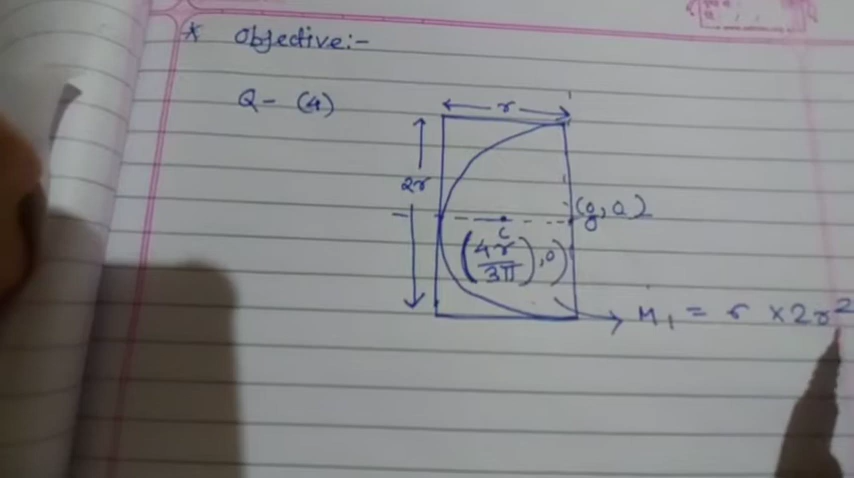 * Objective:-
Q - (4)
r
2r
(0, 0)
C
(4r/3π), 0)
M₁ = σ × 2r²